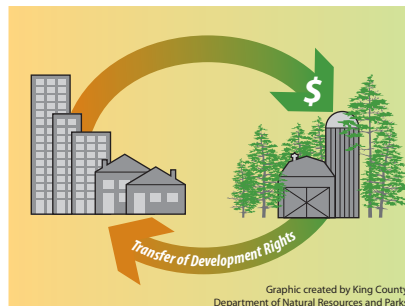 $
Transfer of Development Rights
Graphic created by King County
Department of Natural Resources and Parks